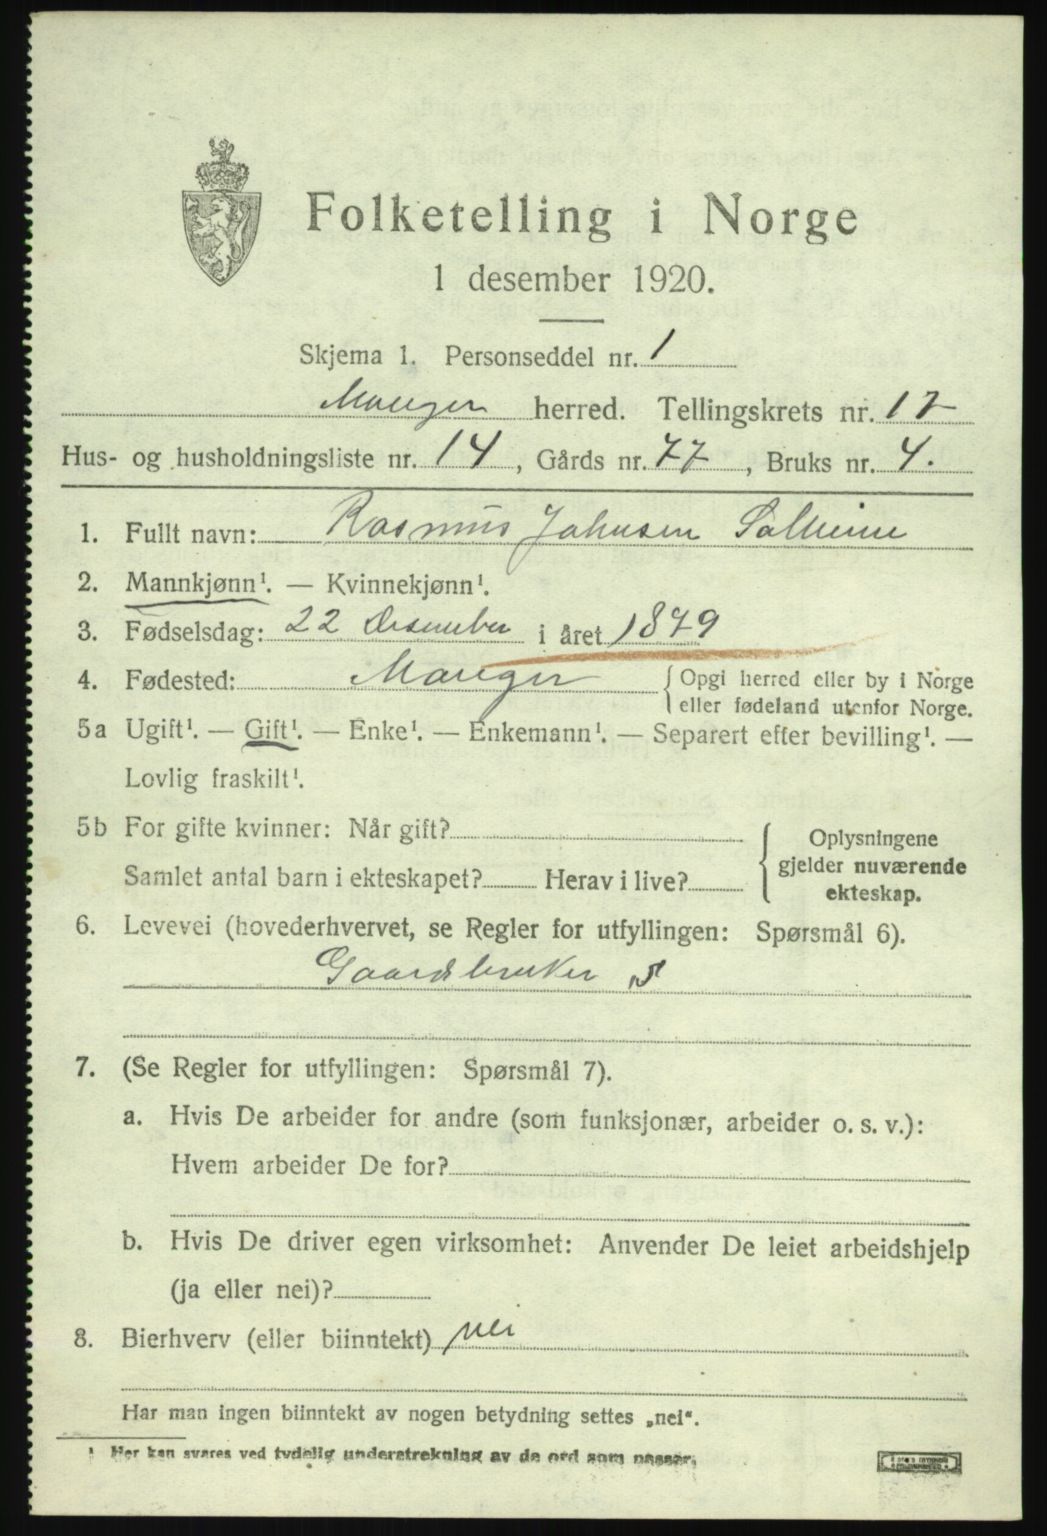 Folketelling i Norge
1 desember 1920.
Skjema 1. Personseddel nr. 1
Manger herred. Tellingskrets nr. 12
Hus- og husholdningsliste nr. 14, Gårds nr. 77, Bruks nr. 4.
1. Fullt navn: Rasmus Johnsen Solheim
2. Mannkjønn¹. — Kvinnekjønn¹.
3. Fødselsdag: 22 Desember i året 1879
4. Fødested: Manger {Opgi herred eller by i Norge
eller fødeland utenfor Norge.
5a Ugift¹. — Gift¹. — Enke¹. — Enkemann¹. — Separert efter bevilling¹. —
Lovlig fraskilt¹.
5b For gifte kvinner: Når gift?
Samlet antal barn i ekteskapet? Herav i live?
Oplysningene
gjelder nuværende
ekteskap.
6. Levevei (hovederhvervet, se Regler for utfyllingen: Spørsmål 6).
Gaardsbruker, S
7. (Se Regler for utfyllingen: Spørsmål 7).
a. Hvis De arbeider for andre (som funksjonær, arbeider o. s. v.):
Hvem arbeider De for?
b. Hvis De driver egen virksomhet: Anvender De leiet arbeidshjelp
(ja eller nei)?
8. Bierhverv (eller biinntekt) nei
Har man ingen biinntekt av nogen betydning settes „nei“.
¹ Her kan svares ved tydelig understrekning av de ord som passer.